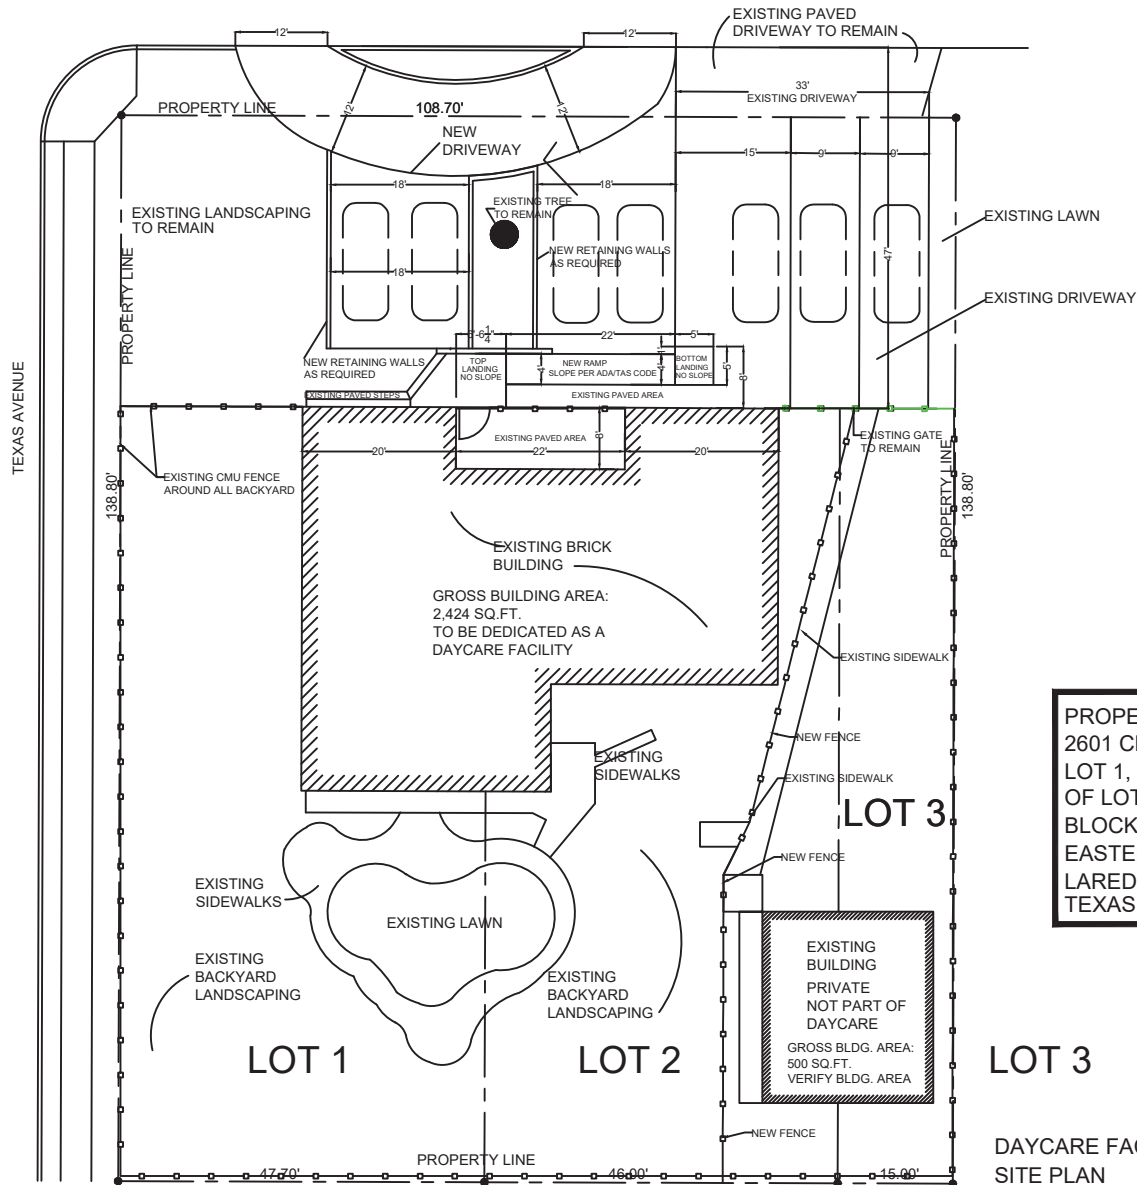 EXISTING PAVED
DRIVEWAY TO REMAIN
12'
12'
33'
EXISTING DRIVEWAY
PROPERTY LINE
108.70'
12'
12'
NEW
DRIVEWAY
15'
9'
9'
18'
18'
EXISTING LANDSCAPING
TO REMAIN
EXISTING TREE
TO REMAIN
EXISTING LAWN
47'
NEW RETAINING WALLS
AS REQUIRED
18'
PROPERTY LINE
EXISTING DRIVEWAY
22'
5'
1'
NEW RETAINING WALLS
AS REQUIRED
TOP
LANDING
NO SLOPE
4'
NEW RAMP
SLOPE PER ADA/TAS CODE
4'
BOTTOM
LANDING
NO SLOPE
5'
8'
EXISTING PAVED STEPS
EXISTING PAVED AREA
TEXAS AVENUE
EXISTING PAVED AREA
8'
20'
22'
20'
EXISTING GATE
TO REMAIN
PROPERTY LINE
EXISTING CMU FENCE
AROUND ALL BACKYARD
138.80'
138.80'
EXISTING BRICK
BUILDING
GROSS BUILDING AREA:
2,424 SQ.FT.
TO BE DEDICATED AS A
DAYCARE FACILITY
EXISTING SIDEWALK
NEW FENCE
EXISTING
SIDEWALKS
EXISTING SIDEWALK
LOT 3
PROPE
2601 C
LOT 1,
OF LOT
BLOCK
EASTE
LARED
TEXAS
NEW FENCE
EXISTING
SIDEWALKS
EXISTING LAWN
EXISTING
BACKYARD
LANDSCAPING
EXISTING
BACKYARD
LANDSCAPING
EXISTING
BUILDING
PRIVATE
NOT PART OF
DAYCARE
GROSS BLDG. AREA:
500 SQ.FT.
VERIFY BLDG. AREA
LOT 1
LOT 2
LOT 3
NEW FENCE
PROPERTY LINE
47.70'
46.00'
15.00'
DAYCARE FAC
SITE PLAN